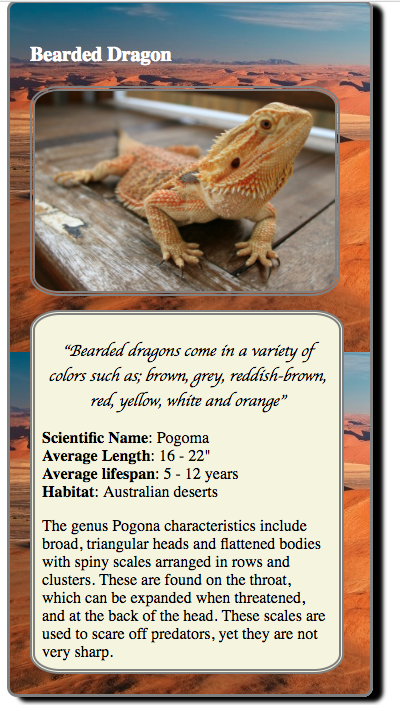 Bearded Dragon
“Bearded dragons come in a variety of
colors such as; brown, grey, reddish-brown,
red, yellow, white and orange”
Scientific Name: Pogoma
Average Length: 16 - 22"
Average lifespan: 5 - 12 years
Habitat: Australian deserts
The genus Pogona characteristics include
broad, triangular heads and flattened bodies
with spiny scales arranged in rows and
clusters. These are found on the throat,
which can be expanded when threatened,
and at the back of the head. These scales are
used to scare off predators, yet they are not
very sharp.